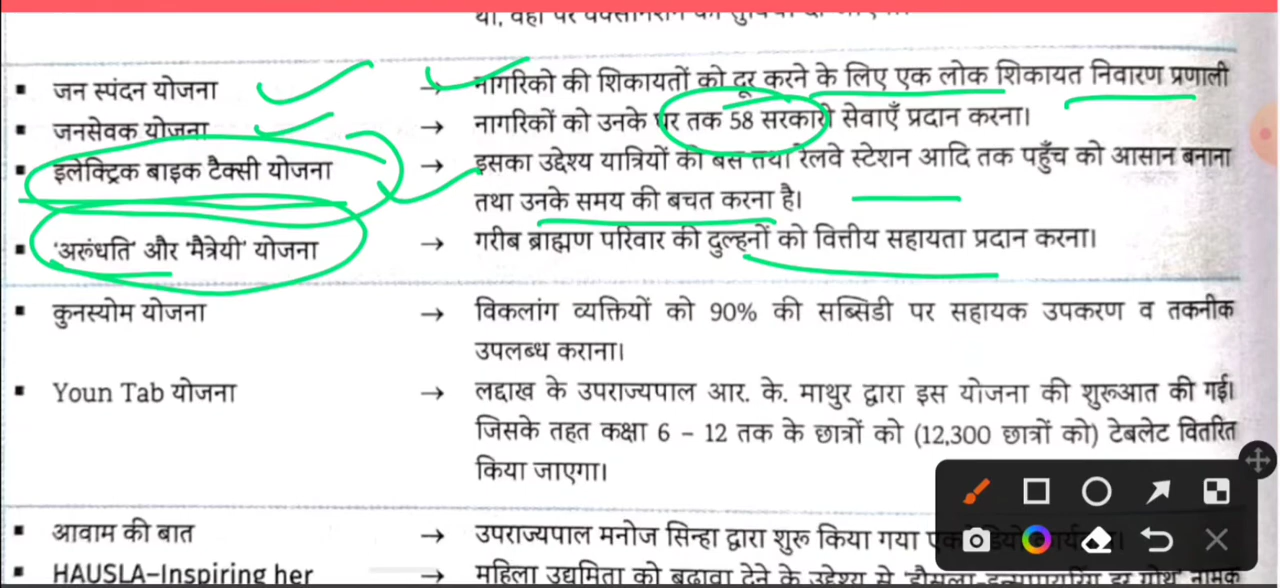 जन स्पंदन योजना → नागरिको की शिकायतों को दूर करने के लिए एक लोक शिकायत निवारण प्रणाली
जनसेवक योजना → नागरिकों को उनके घर तक 58 सरकारी सेवाएँ प्रदान करना।
इलेक्ट्रिक बाइक टैक्सी योजना → इसका उद्देश्य यात्रियों की बस तथा रेलवे स्टेशन आदि तक पहुँच को आसान बनाना
तथा उनके समय की बचत करना है।
'अरुंधति' और 'मैत्रेयी' योजना → गरीब ब्राह्मण परिवार की दुल्हनों को वित्तीय सहायता प्रदान करना।
कुनस्योम योजना → विकलांग व्यक्तियों को 90% की सब्सिडी पर सहायक उपकरण व तकनीक
उपलब्ध कराना।
Youn Tab योजना → लद्दाख के उपराज्यपाल आर. के. माथुर द्वारा इस योजना की शुरूआत की गई।
जिसके तहत कक्षा 6 – 12 तक के छात्रों को (12,300 छात्रों को) टेबलेट वितरित
किया जाएगा।
आवाम की बात → उपराज्यपाल मनोज सिन्हा द्वारा शुरू किया गया
HAUSLA–Inspiring her → महिला उद्यमिता को बढ़ावा देने के उद्देश्य से